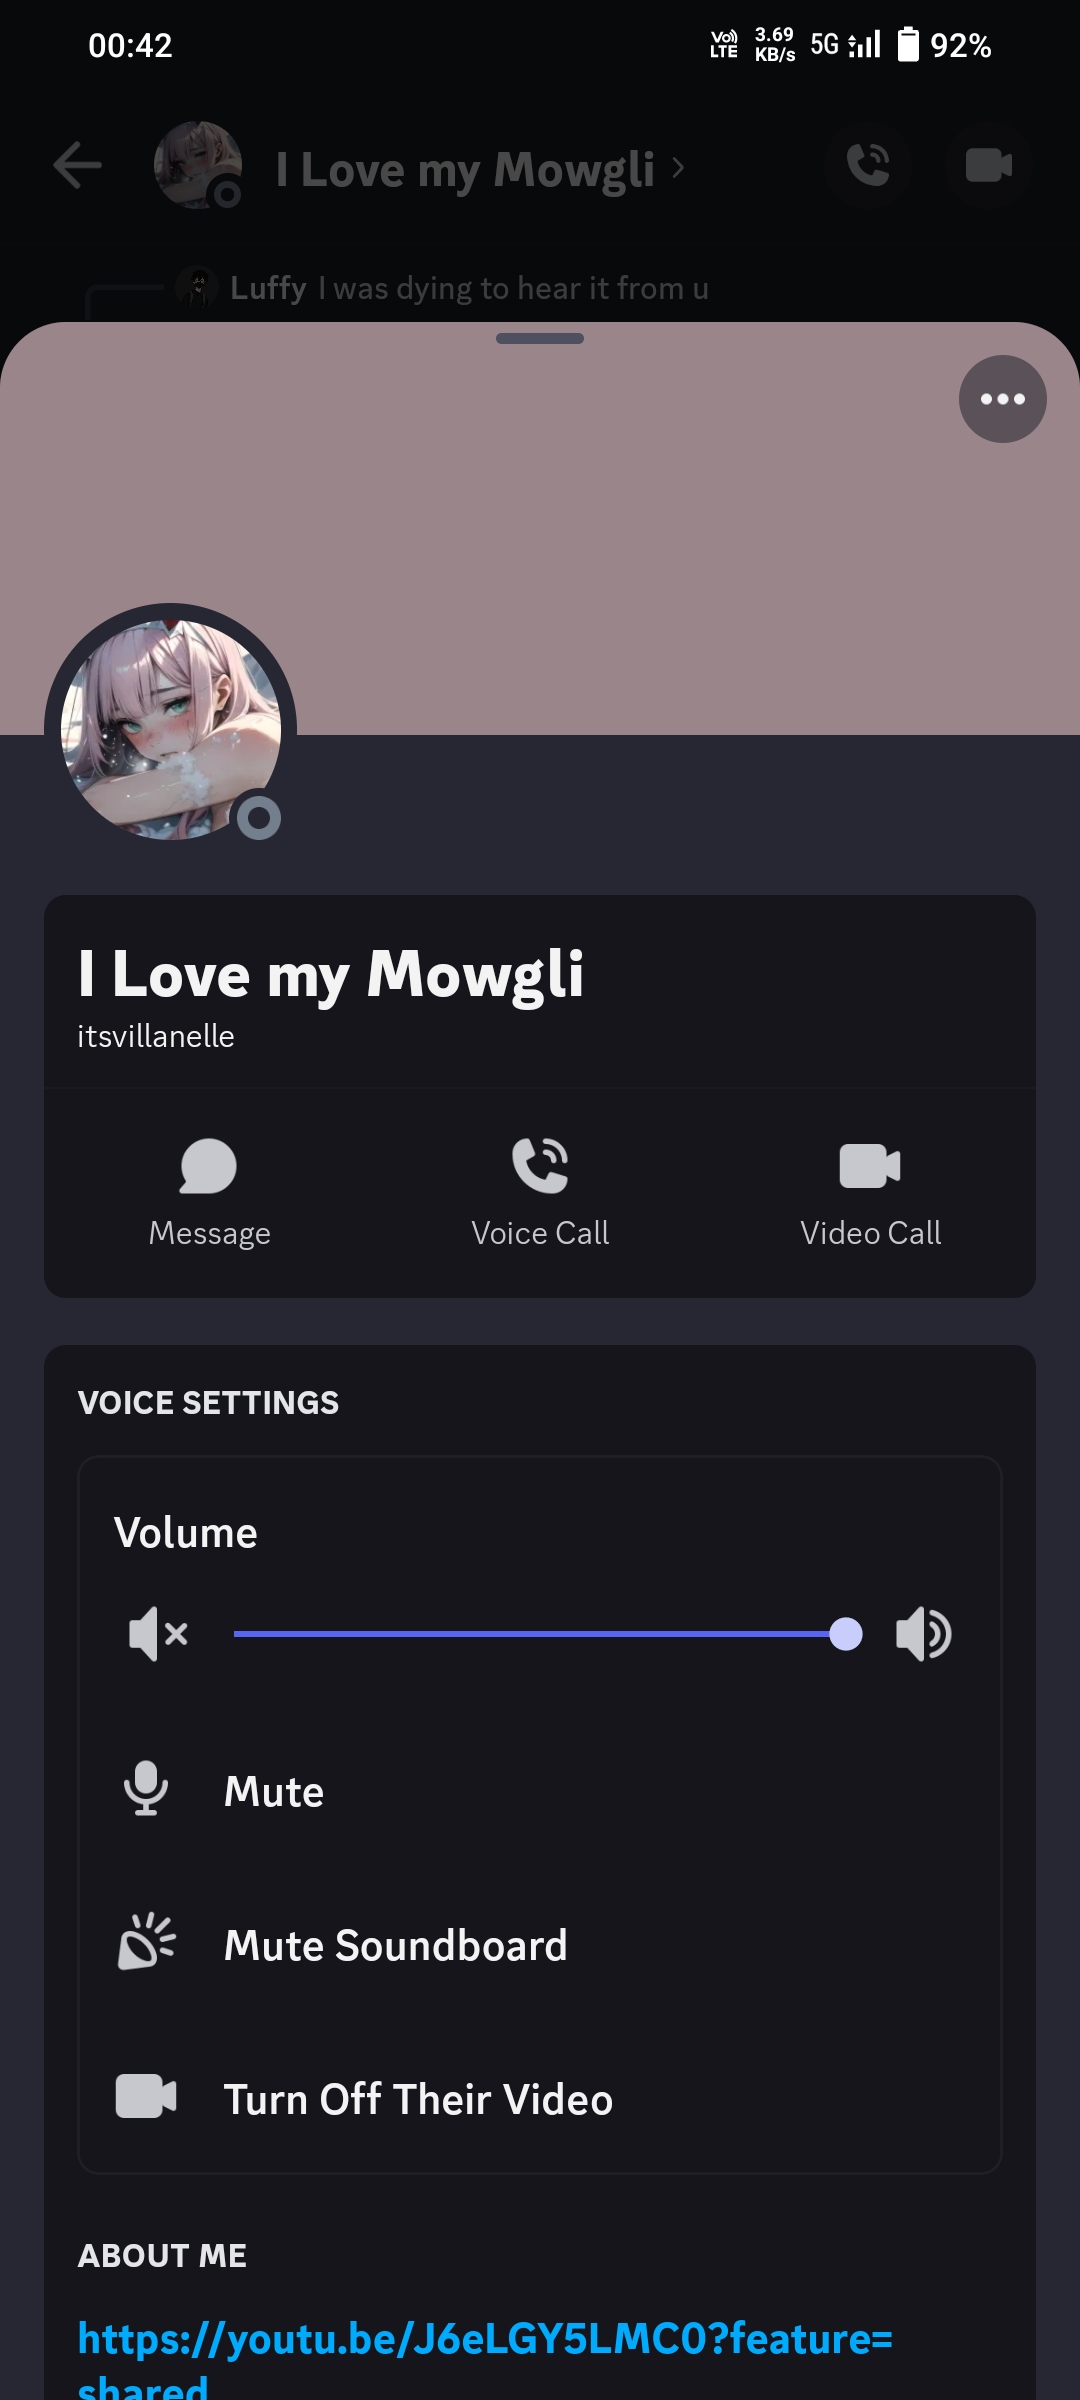 00:42
Vo)) LTE 3.69 KB/s 5G 92%
I Love my Mowgli
Luffy I was dying to hear it from u
I Love my Mowgli
itsvillanelle
Message Voice Call Video Call
VOICE SETTINGS
Volume
Mute
Mute Soundboard
Turn Off Their Video
ABOUT ME
https://youtu.be/J6eLGY5LMC0?feature=
shared